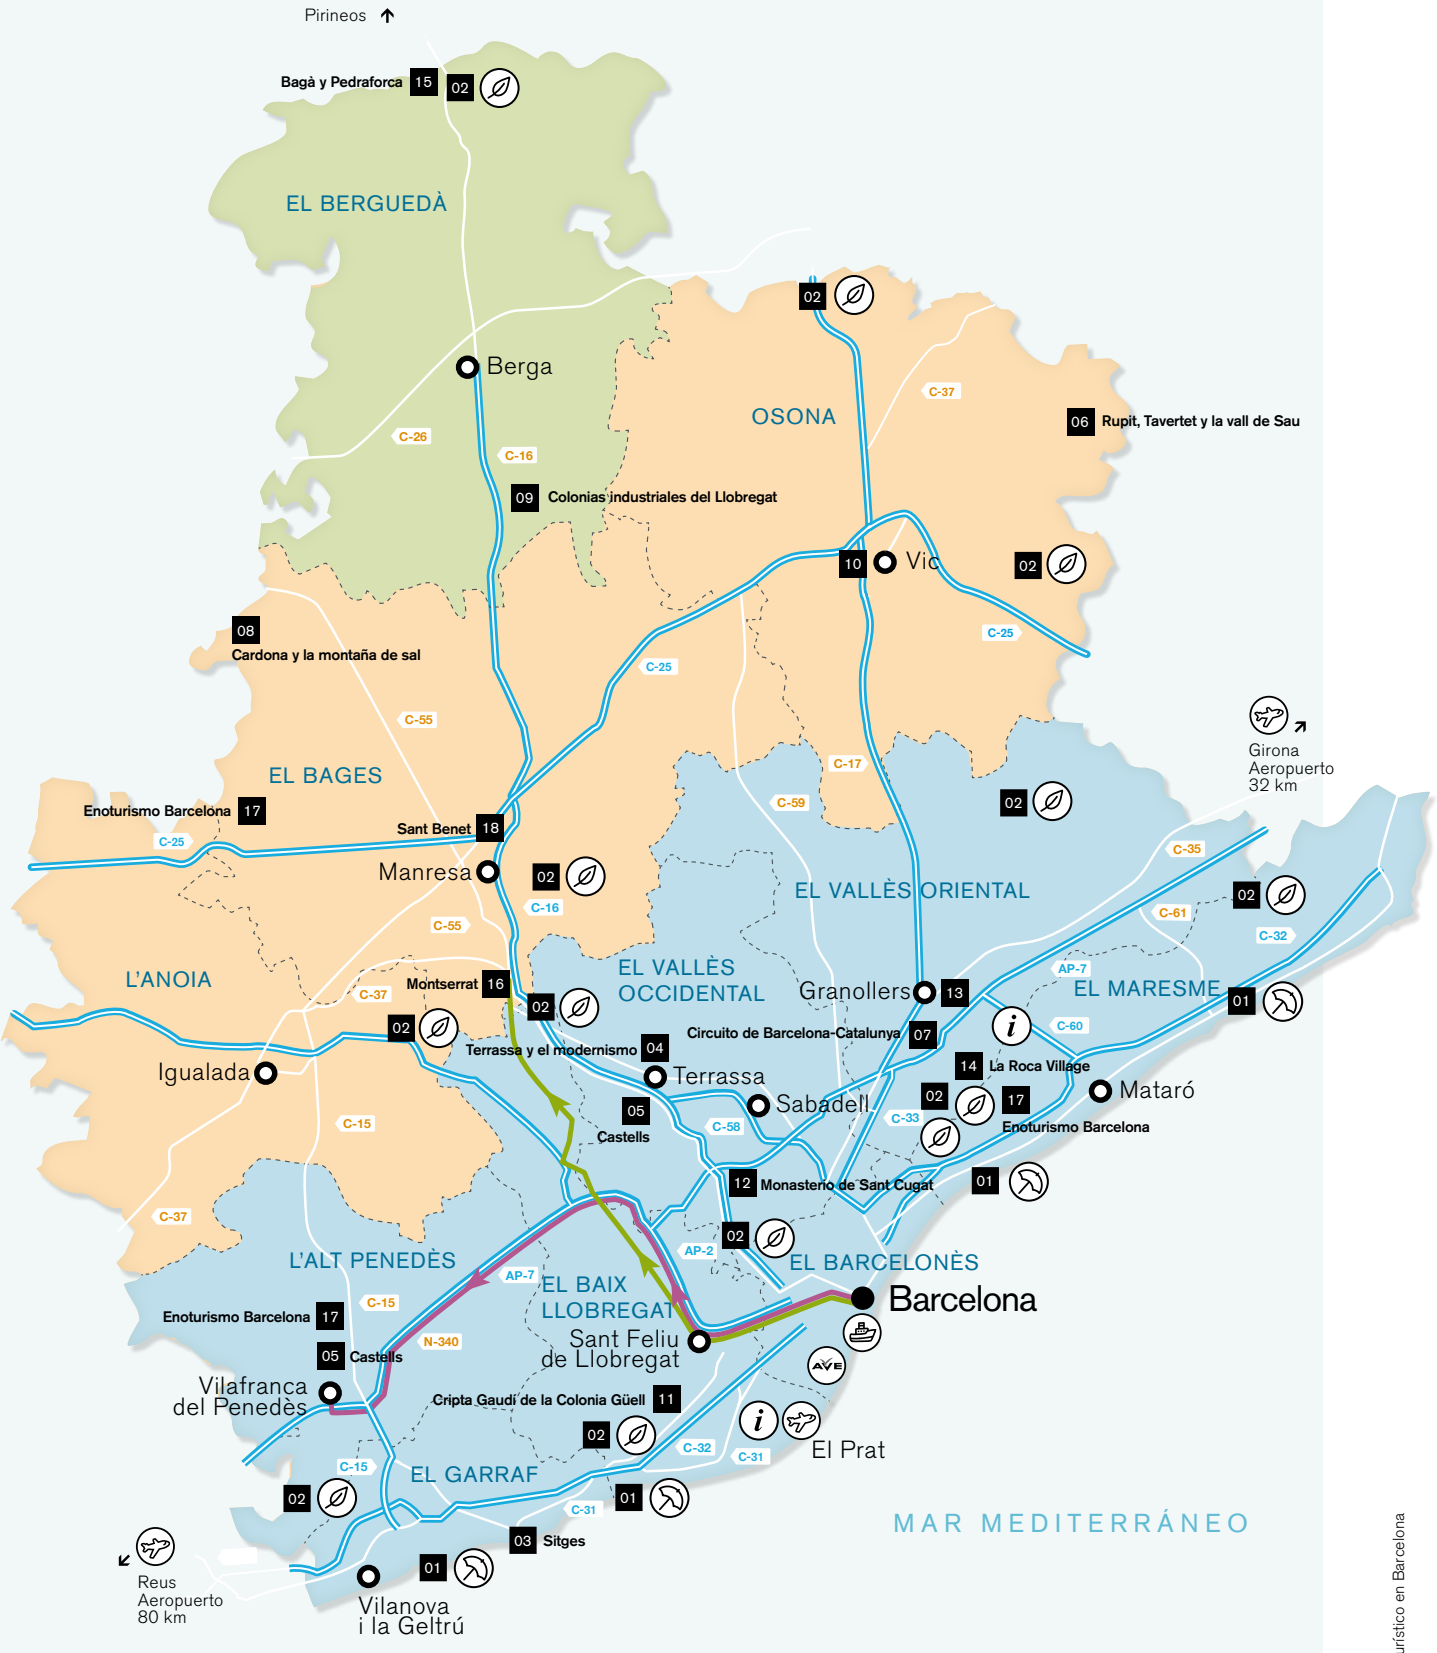 Pirineos
Bagà y Pedraforca 15 02
EL BERGUEDÀ
02
Berga
C-37
OSONA
06 Rupit, Tavertet y la vall de Sau
C-26
C-16
09 Colonias industriales del Llobregat
10 Vic
02
08
Cardona y la montaña de sal
C-25
C-25
C-55
Girona
Aeropuerto
32 km
C-17
EL BAGES
C-59
02
Enoturismo Barcelona 17
Sant Benet 18
C-25
C-35
Manresa
02
C-16
EL VALLÈS ORIENTAL
02
C-61
C-55
C-32
L'ANOIA
EL VALLÈS
OCCIDENTAL
AP-7
Montserrat 16
C-37
Granollers 13
EL MARESME
01
02
02
i
C-60
Circuito de Barcelona-Catalunya 07
Terrassa y el modernismo 04
14 La Roca Village
Igualada
Terrassa
Mataró
Sabadell
02
17
05
Castells
C-15
C-58
C-33
Enoturismo Barcelona
12 Monasterio de Sant Cugat
01
C-37
02
AP-2
L'ALT PENEDÈS
EL BARCELONÈS
AP-7
EL BAIX
LLOBREGAT
Barcelona
C-15
Enoturismo Barcelona 17
N-340
Sant Feliu
de Llobregat
05 Castells
AVE
Vilafranca
del Penedès
Cripta Gaudí de la Colonia Güell 11
i
El Prat
02
C-32
C-31
C-15
EL GARRAF
02
01
C-31
MAR MEDITERRÁNEO
03 Sitges
01
Reus
Aeropuerto
80 km
Vilanova
i la Geltrú
urístico en Barcelona